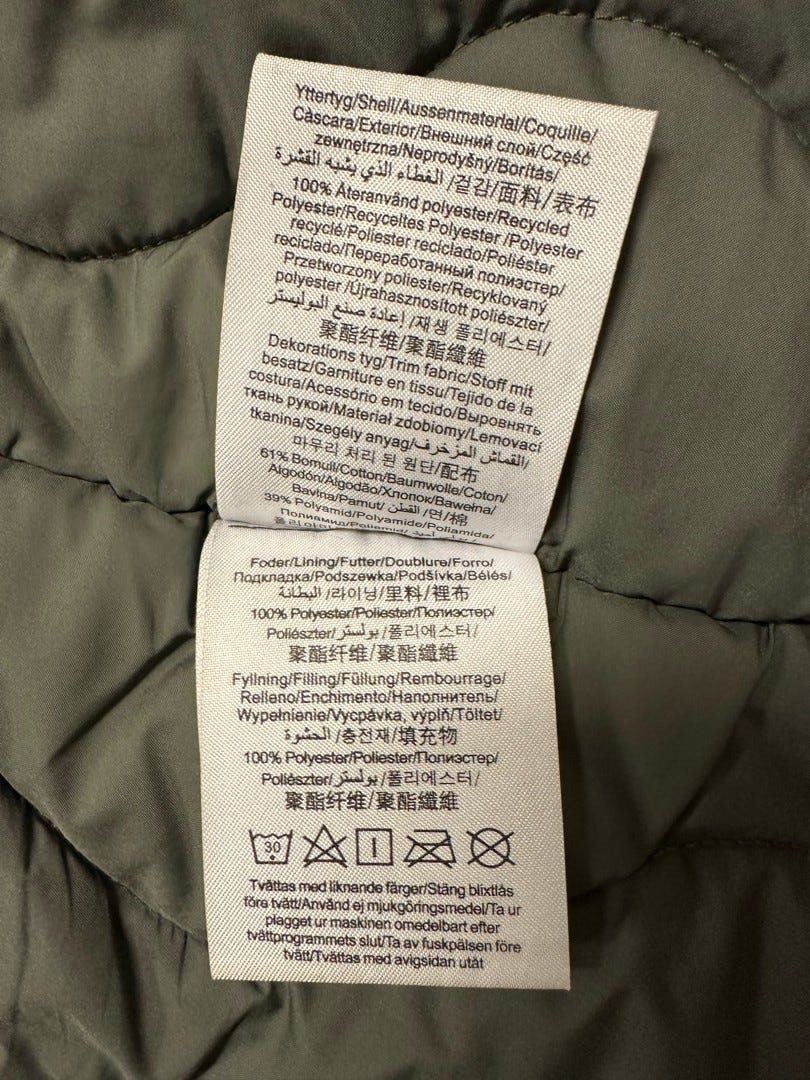 Yttertyg/Shell/Aussenmaterial/Coquille/
Càscara/Exterior/Внешний слой/Część
zewnętrzna/Neprodyšný/Borítás/
الغطاء الذي يشبه القشرة /겉감/面料/表布
100% Återanvänd polyester/Recycled
Polyester/Recyceltes Polyester /Polyester
recyclé/Poliester reciclado/Poliéster
reciclado/Переработанный полиэстер/
Przetworzony poliester/Recyklovaný
polyester /Újrahasznosított poliészter/
إعادة صنع البوليستر /재생 폴리에스터/
聚酯纤维/聚酯纖維
Dekorations tyg/Trim fabric/Stoff mit
besatz/Garniture en tissu/Tejido de la
costura/Acessório em tecido/Выровнять
ткань рукой/Materiał zdobiomy/Lemovací
tkanina/Szegély anyag/القماش المزخرف/
마무리 처리 된 원단/配布
61% Bomull/Cotton/Baumwolle/Coton/
Algodón/Algodão/Хлопок/Bawełna/
Bavlna/Pamut/ القطن /면/棉
39% Polyamid/Polyamide/Poliamida/
Полиамид/Poliamid/
Foder/Lining/Futter/Doublure/Forro/
Подкладка/Podszewka/Podšívka/Bélés/
البطانة /라이닝/里料/裡布
100% Polyester/Poliester/Полиэстер/
Poliészter/بولستر/폴리에스터/
聚酯纤维/聚酯纖維
Fyllning/Filling/Füllung/Rembourrage/
Relleno/Enchimento/Наполнитель/
Wypełnienie/Vycpávka, výplň/Töltet/
الحشوة /충전재/填充物
100% Polyester/Poliester/Полиэстер/
Poliészter/بولستر/폴리에스터/
聚酯纤维/聚酯纖維
30
Tvättas med liknande färger/Stäng blixtlås
före tvätt/Använd ej mjukgöringsmedel/Ta ur
plagget ur maskinen omedelbart efter
tvättprogrammets slut/Ta av fuskpälsen före
tvätt/Tvättas med avigsidan utåt